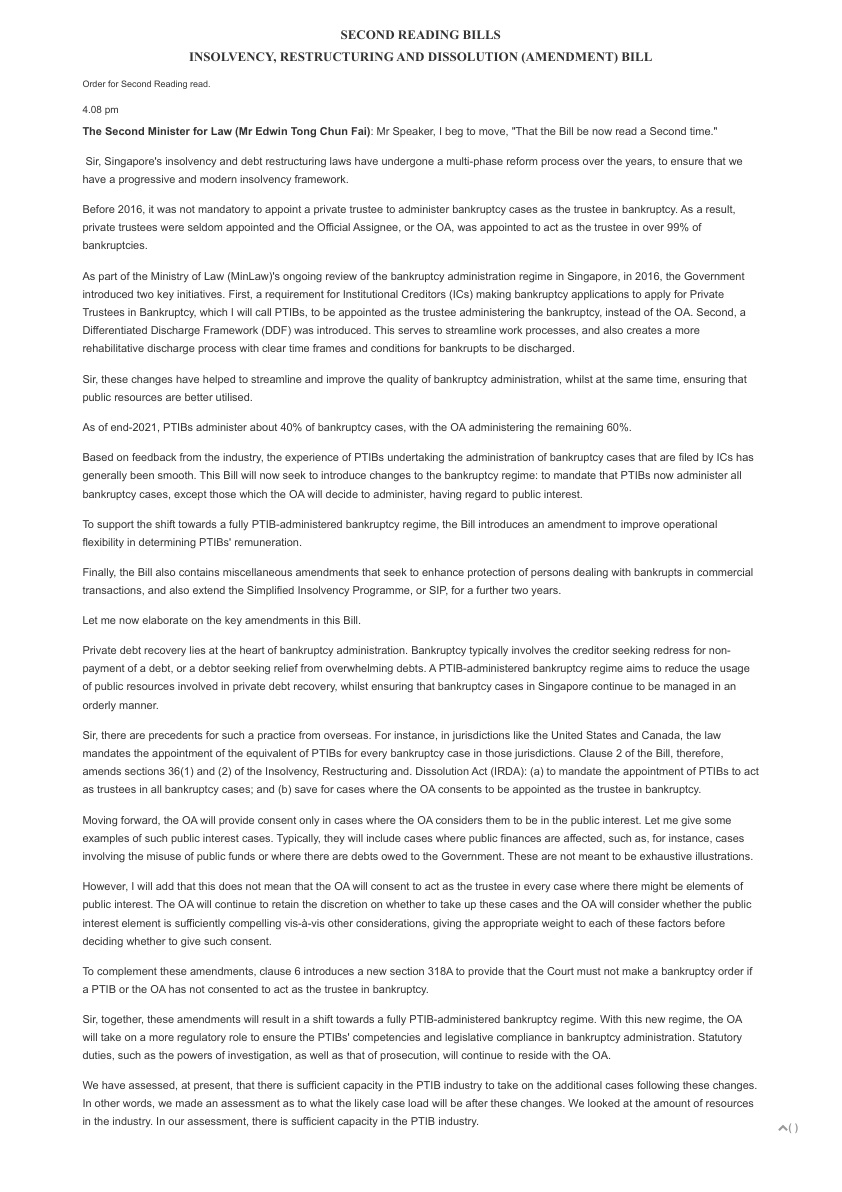 SECOND READING BILLS
INSOLVENCY, RESTRUCTURING AND DISSOLUTION (AMENDMENT) BILL
Order for Second Reading read.
4.08 pm
The Second Minister for Law (Mr Edwin Tong Chun Fai): Mr Speaker, I beg to move, "That the Bill be now read a Second time."
Sir, Singapore's insolvency and debt restructuring laws have undergone a multi-phase reform process over the years, to ensure that we
have a progressive and modern insolvency framework.
Before 2016, it was not mandatory to appoint a private trustee to administer bankruptcy cases as the trustee in bankruptcy. As a result,
private trustees were seldom appointed and the Official Assignee, or the OA, was appointed to act as the trustee in over 99% of
bankruptcies.
As part of the Ministry of Law (MinLaw)'s ongoing review of the bankruptcy administration regime in Singapore, in 2016, the Government
introduced two key initiatives. First, a requirement for Institutional Creditors (ICs) making bankruptcy applications to apply for Private
Trustees in Bankruptcy, which I will call PTIBs, to be appointed as the trustee administering the bankruptcy, instead of the OA. Second, a
Differentiated Discharge Framework (DDF) was introduced. This serves to streamline work processes, and also creates a more
rehabilitative discharge process with clear time frames and conditions for bankrupts to be discharged.
Sir, these changes have helped to streamline and improve the quality of bankruptcy administration, whilst at the same time, ensuring that
public resources are better utilised.
As of end-2021, PTIBs administer about 40% of bankruptcy cases, with the OA administering the remaining 60%.
Based on feedback from the industry, the experience of PTIBs undertaking the administration of bankruptcy cases that are filed by ICs has
generally been smooth. This Bill will now seek to introduce changes to the bankruptcy regime: to mandate that PTIBs now administer all
bankruptcy cases, except those which the OA will decide to administer, having regard to public interest.
To support the shift towards a fully PTIB-administered bankruptcy regime, the Bill introduces an amendment to improve operational
flexibility in determining PTIBs' remuneration.
Finally, the Bill also contains miscellaneous amendments that seek to enhance protection of persons dealing with bankrupts in commercial
transactions, and also extend the Simplified Insolvency Programme, or SIP, for a further two years.
Let me now elaborate on the key amendments in this Bill.
Private debt recovery lies at the heart of bankruptcy administration. Bankruptcy typically involves the creditor seeking redress for non-
payment of a debt, or a debtor seeking relief from overwhelming debts. A PTIB-administered bankruptcy regime aims to reduce the usage
of public resources involved in private debt recovery, whilst ensuring that bankruptcy cases in Singapore continue to be managed in an
orderly manner.
Sir, there are precedents for such a practice from overseas. For instance, in jurisdictions like the United States and Canada, the law
mandates the appointment of the equivalent of PTIBs for every bankruptcy case in those jurisdictions. Clause 2 of the Bill, therefore,
amends sections 36(1) and (2) of the Insolvency, Restructuring and. Dissolution Act (IRDA): (a) to mandate the appointment of PTIBs to act
as trustees in all bankruptcy cases; and (b) save for cases where the OA consents to be appointed as the trustee in bankruptcy.
Moving forward, the OA will provide consent only in cases where the OA considers them to be in the public interest. Let me give some
examples of such public interest cases. Typically, they will include cases where public finances are affected, such as, for instance, cases
involving the misuse of public funds or where there are debts owed to the Government. These are not meant to be exhaustive illustrations.
However, I will add that this does not mean that the OA will consent to act as the trustee in every case where there might be elements of
public interest. The OA will continue to retain the discretion on whether to take up these cases and the OA will consider whether the public
interest element is sufficiently compelling vis-à-vis other considerations, giving the appropriate weight to each of these factors before
deciding whether to give such consent.
To complement these amendments, clause 6 introduces a new section 318A to provide that the Court must not make a bankruptcy order if
a PTIB or the OA has not consented to act as the trustee in bankruptcy.
Sir, together, these amendments will result in a shift towards a fully PTIB-administered bankruptcy regime. With this new regime, the OA
will take on a more regulatory role to ensure the PTIBs' competencies and legislative compliance in bankruptcy administration. Statutory
duties, such as the powers of investigation, as well as that of prosecution, will continue to reside with the OA.
We have assessed, at present, that there is sufficient capacity in the PTIB industry to take on the additional cases following these changes.
In other words, we made an assessment as to what the likely case load will be after these changes. We looked at the amount of resources
in the industry. In our assessment, there is sufficient capacity in the PTIB industry.
( )